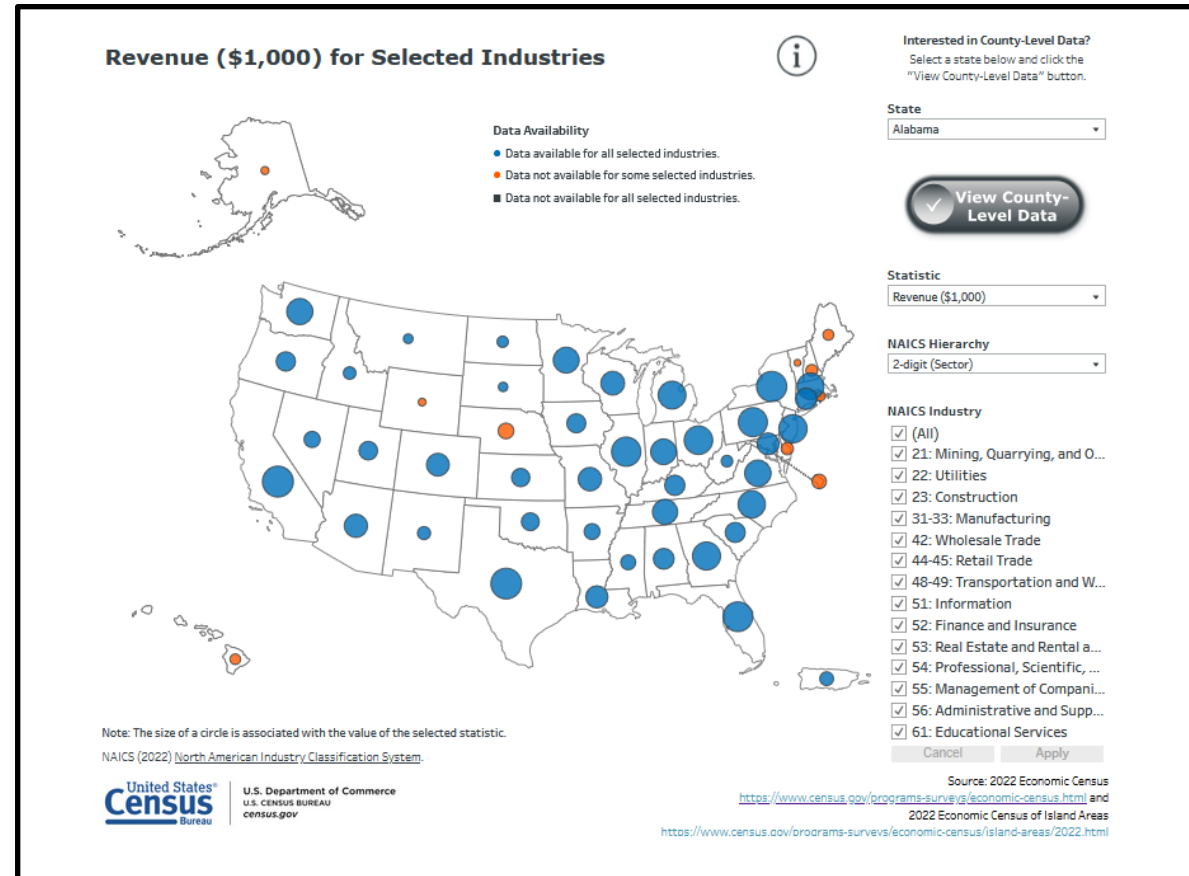 Revenue ($1,000) for Selected Industries
i
Interested in County-Level Data?
Select a state below and click the
"View County-Level Data" button.
Data Availability
Data available for all selected industries.
Data not available for some selected industries.
Data not available for all selected industries.
State
Alabama
View County-
Level Data
Statistic
Revenue ($1,000)
NAICS Hierarchy
2-digit (Sector)
NAICS Industry
(All)
21: Mining, Quarrying, and O...
22: Utilities
23: Construction
31-33: Manufacturing
42: Wholesale Trade
44-45: Retail Trade
48-49: Transportation and W...
51: Information
52: Finance and Insurance
53: Real Estate and Rental a...
54: Professional, Scientific, ...
55: Management of Compani...
56: Administrative and Supp...
61: Educational Services
Cancel Apply
Note: The size of a circle is associated with the value of the selected statistic.
NAICS (2022) North American Industry Classification System.
United States®
Census
Bureau
U.S. Department of Commerce
U.S. CENSUS BUREAU
census.gov
Source: 2022 Economic Census
https://www.census.gov/programs-surveys/economic-census.html and
2022 Economic Census of Island Areas
https://www.census.gov/programs-surveys/economic-census/island-areas/2022.html